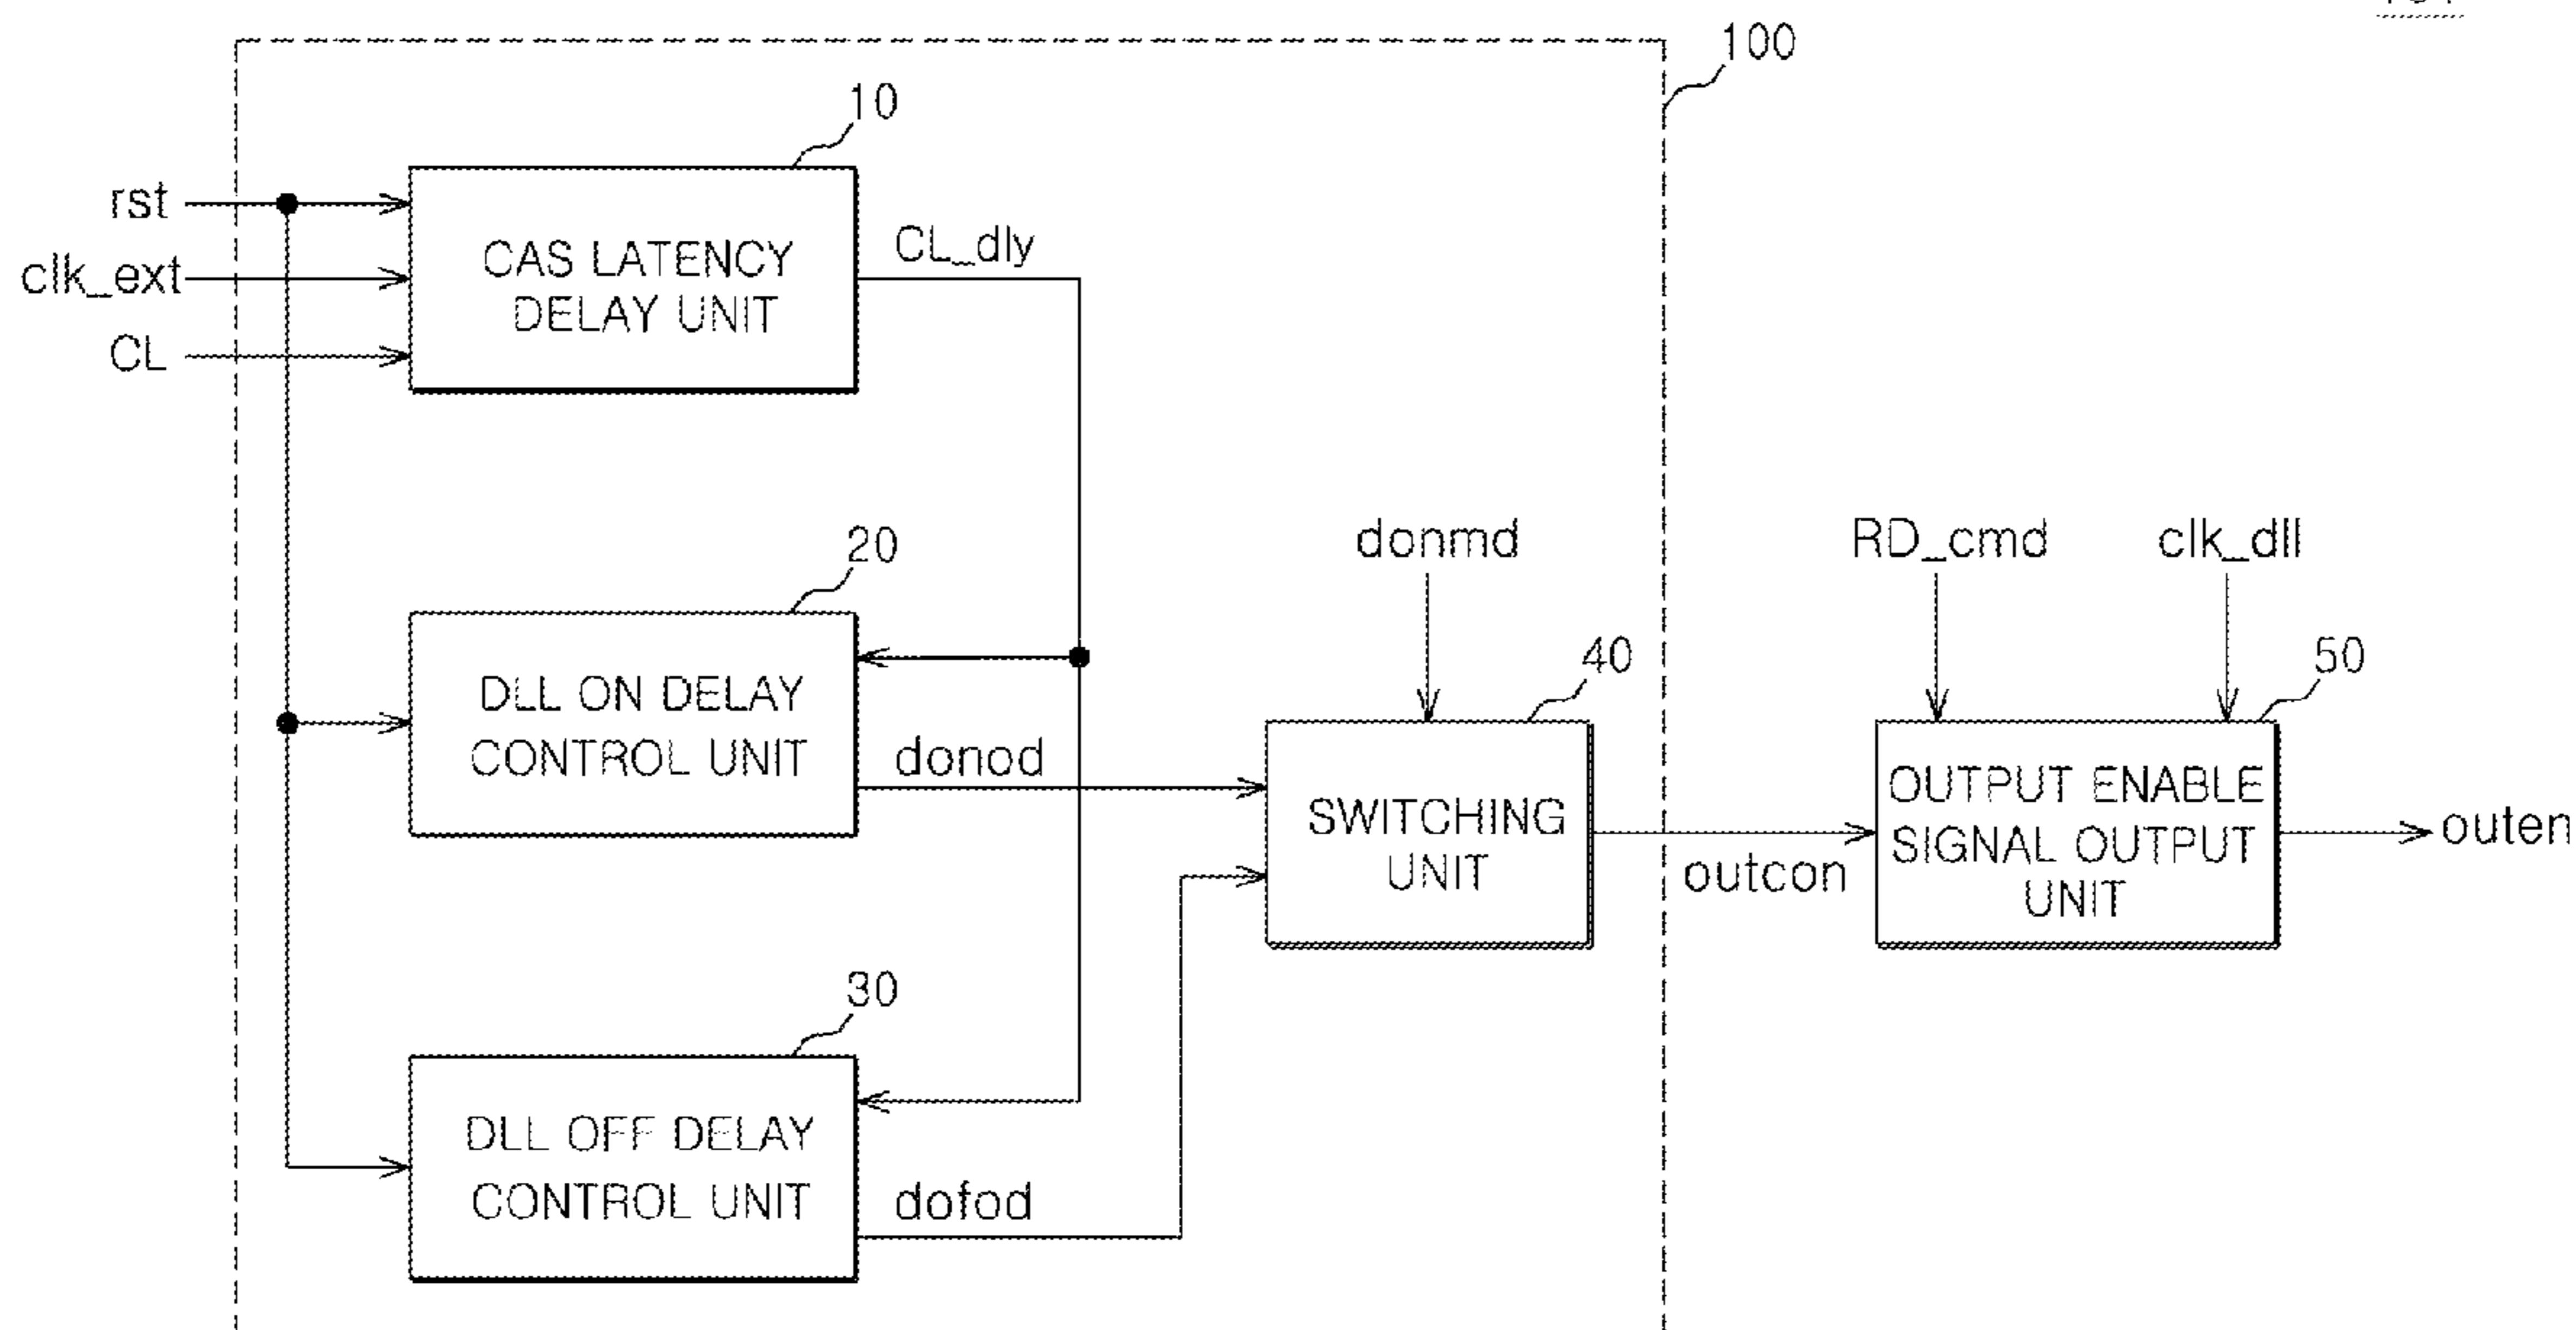 100
10
rst
clk_ext
CL
CAS LATENCY
DELAY UNIT
CL_dly
20
DLL ON DELAY
CONTROL UNIT
donod
donmd
40
SWITCHING
UNIT
outcon
RD_cmd
clk_dll
50
OUTPUT ENABLE
SIGNAL OUTPUT
UNIT
outen
30
DLL OFF DELAY
CONTROL UNIT
dofod